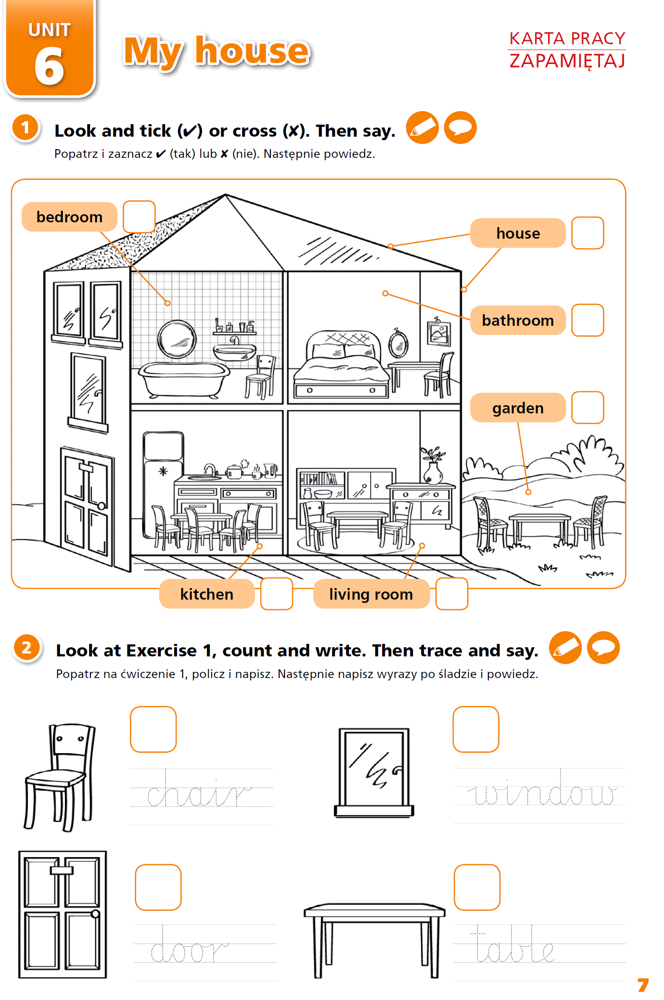 UNIT
6
My house
KARTA PRACY
ZAPAMIĘTAJ
1
Look and tick (✔) or cross (✘). Then say.
Popatrz i zaznacz ✔ (tak) lub ✘ (nie). Następnie powiedz.
bedroom
house
bathroom
garden
kitchen
living room
2
Look at Exercise 1, count and write. Then trace and say.
Popatrz na ćwiczenie 1, policz i napisz. Następnie napisz wyrazy po śladzie i powiedz.
chair
window
door
table
7